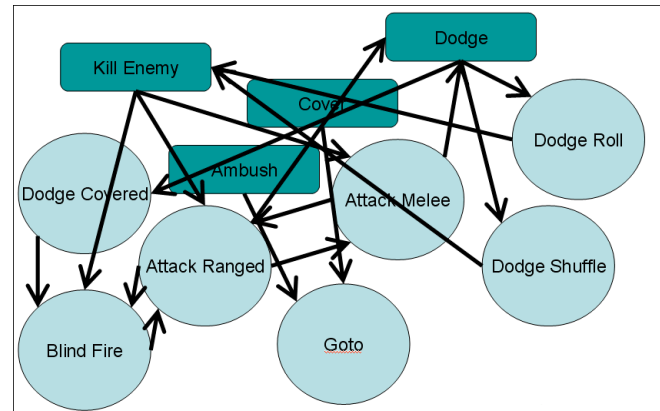 Dodge
Kill Enemy
Cover
Dodge Roll
Ambush
Dodge Covered
Attack Melee
Attack Ranged
Dodge Shuffle
Goto
Blind Fire